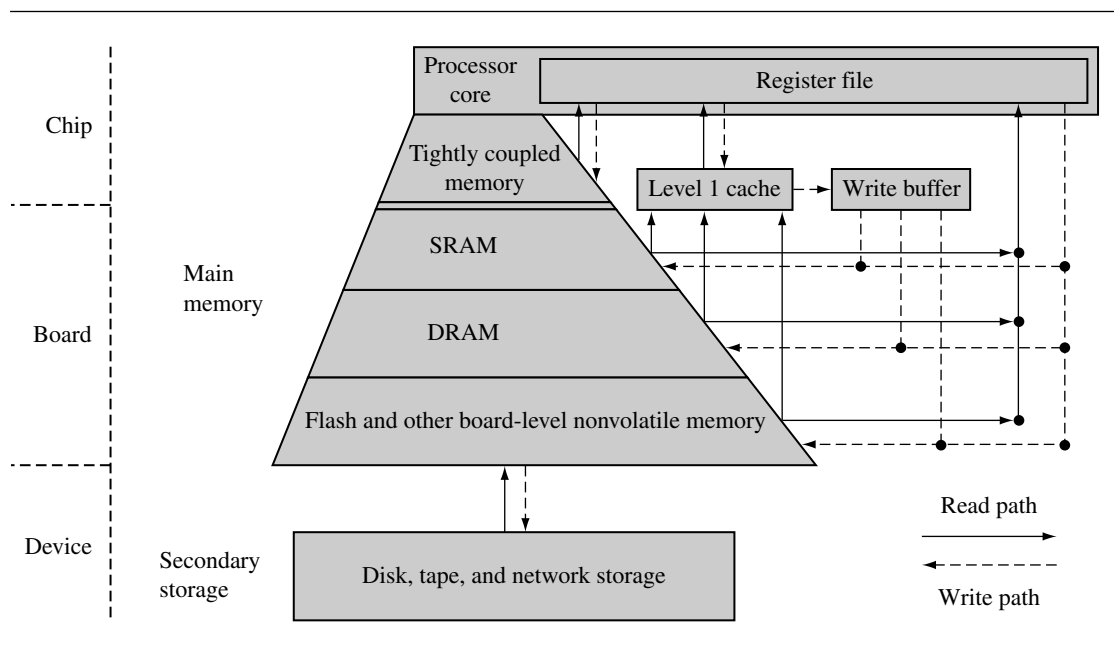 Processor
core
Register file
Chip
Tightly coupled
memory
Level 1 cache
Write buffer
SRAM
Main
memory
Board
DRAM
Flash and other board-level nonvolatile memory
Read path
Device
Secondary
storage
Disk, tape, and network storage
Write path